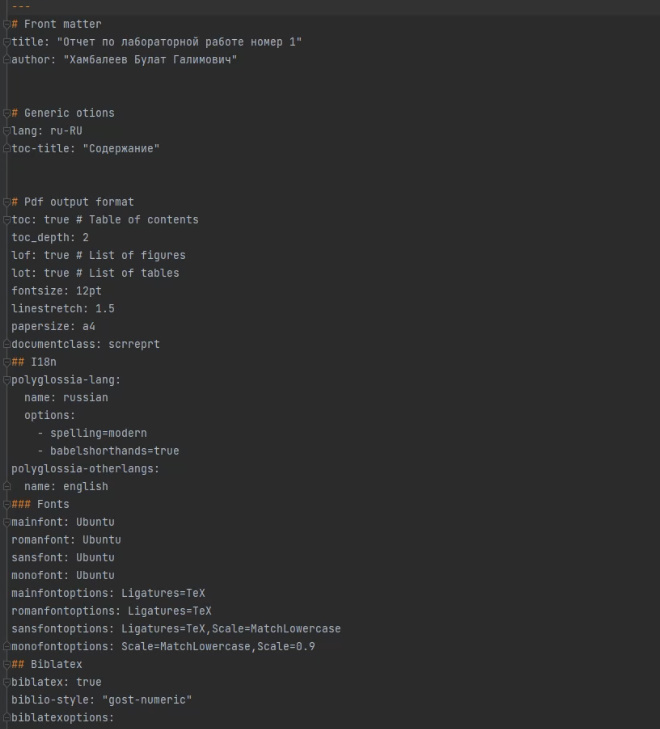 ---
# Front matter
title: "Отчет по лабораторной работе номер 1"
author: "Хамбалеев Булат Галимович"
# Generic otions
lang: ru-RU
toc-title: "Содержание"
# Pdf output format
toc: true # Table of contents
toc_depth: 2
lof: true # List of figures
lot: true # List of tables
fontsize: 12pt
linestretch: 1.5
papersize: a4
documentclass: scrreprt
## I18n
polyglossia-lang:
  name: russian
  options:
    - spelling=modern
    - babelshorthands=true
polyglossia-otherlangs:
  name: english
### Fonts
mainfont: Ubuntu
romanfont: Ubuntu
sansfont: Ubuntu
monofont: Ubuntu
mainfontoptions: Ligatures=TeX
romanfontoptions: Ligatures=TeX
sansfontoptions: Ligatures=TeX,Scale=MatchLowercase
monofontoptions: Scale=MatchLowercase,Scale=0.9
## Biblatex
biblatex: true
biblio-style: "gost-numeric"
biblatexoptions: